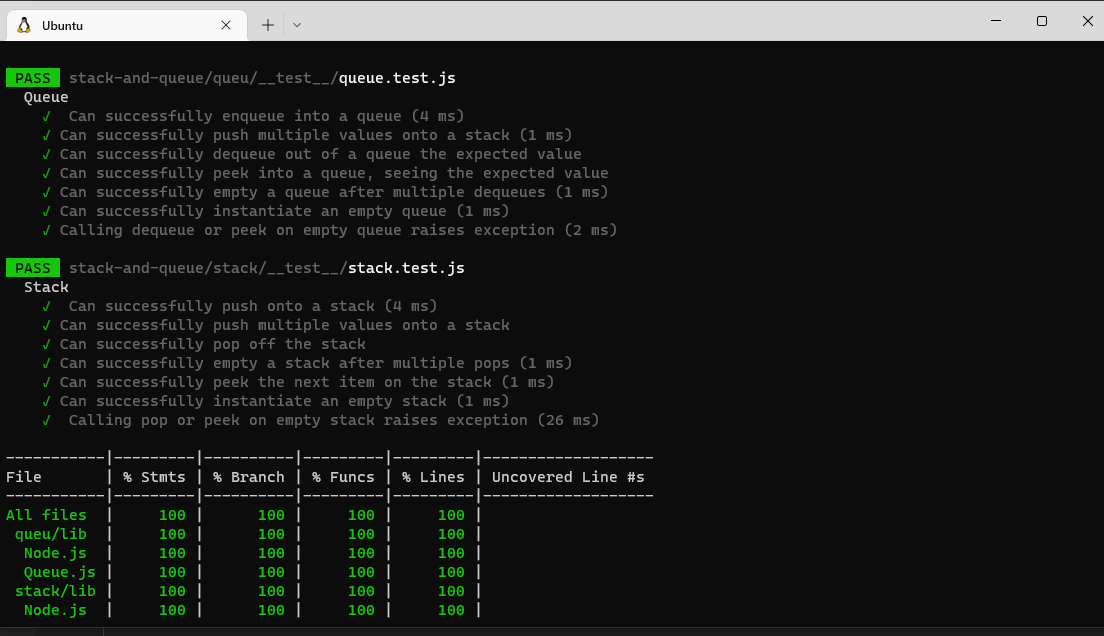 Ubuntu
PASS stack-and-queue/queu/__test__/queue.test.js
Queue
✓  Can successfully enqueue into a queue (4 ms)
✓ Can successfully push multiple values onto a stack (1 ms)
✓ Can successfully dequeue out of a queue the expected value
✓ Can successfully peek into a queue, seeing the expected value
✓ Can successfully empty a queue after multiple dequeues (1 ms)
✓ Can successfully instantiate an empty queue (1 ms)
✓ Calling dequeue or peek on empty queue raises exception (2 ms)
PASS stack-and-queue/stack/__test__/stack.test.js
Stack
✓  Can successfully push onto a stack (4 ms)
✓ Can successfully push multiple values onto a stack
✓ Can successfully pop off the stack
✓ Can successfully empty a stack after multiple pops (1 ms)
✓ Can successfully peek the next item on the stack (1 ms)
✓ Can successfully instantiate an empty stack (1 ms)
✓  Calling pop or peek on empty stack raises exception (26 ms)
-----------|---------|----------|---------|---------|-------------------
File       | % Stmts | % Branch | % Funcs | % Lines | Uncovered Line #s
-----------|---------|----------|---------|---------|-------------------
All files  |     100 |      100 |     100 |     100 |
 queu/lib  |     100 |      100 |     100 |     100 |
  Node.js  |     100 |      100 |     100 |     100 |
  Queue.js |     100 |      100 |     100 |     100 |
 stack/lib |     100 |      100 |     100 |     100 |
  Node.js  |     100 |      100 |     100 |     100 |